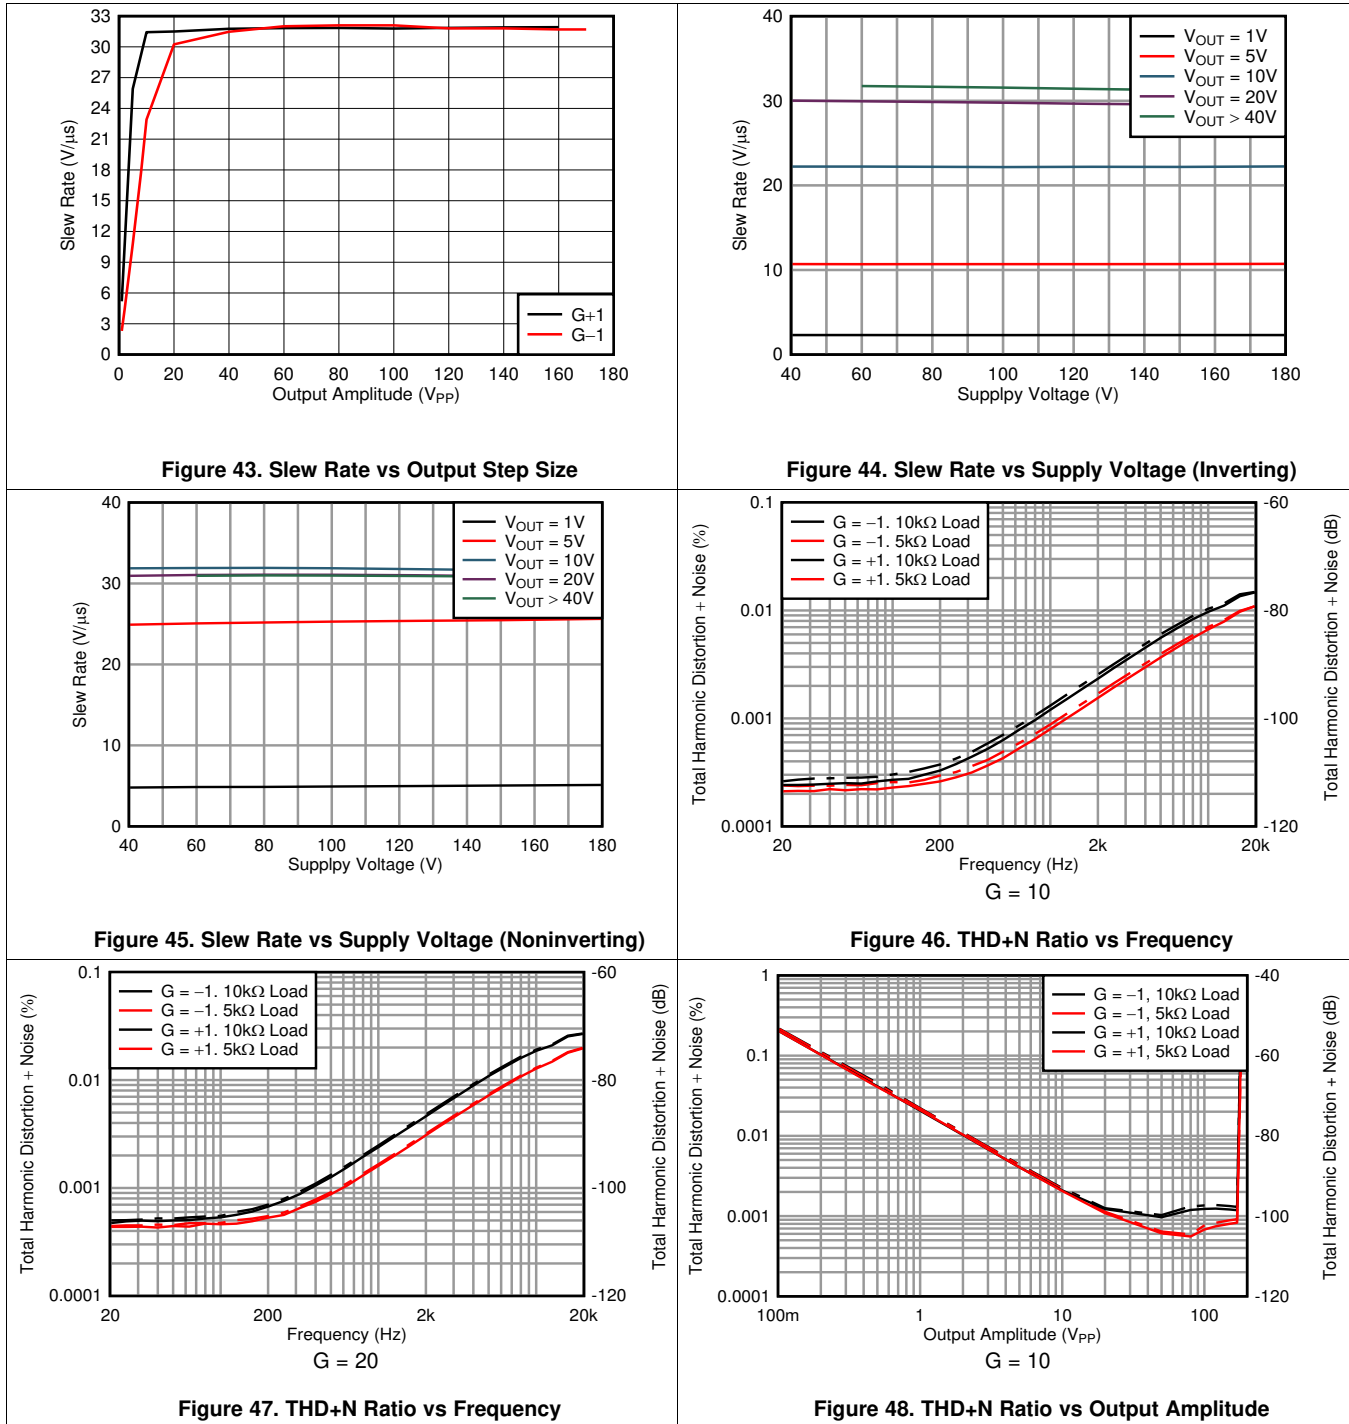 33
30
27
24
21
18
15
12
9
6
3
0
Slew Rate (V/µs)
G+1
G−1
0 20 40 60 80 100 120 140 160 180
Output Amplitude (VPP)
Figure 43. Slew Rate vs Output Step Size
40
30
20
10
0
Slew Rate (V/µs)
VOUT = 1V
VOUT = 5V
VOUT = 10V
VOUT = 20V
VOUT > 40V
40 60 80 100 120 140 160 180
Supplpy Voltage (V)
Figure 44. Slew Rate vs Supply Voltage (Inverting)
40
30
20
10
0
Slew Rate (V/µs)
VOUT = 1V
VOUT = 5V
VOUT = 10V
VOUT = 20V
VOUT > 40V
40 60 80 100 120 140 160 180
Supplpy Voltage (V)
Figure 45. Slew Rate vs Supply Voltage (Noninverting)
0.1
0.01
0.001
0.0001
Total Harmonic Distortion + Noise (%)
G = −1. 10kΩ Load
G = −1. 5kΩ Load
G = +1. 10kΩ Load
G = +1. 5kΩ Load
-60
-80
-100
-120
Total Harmonic Distortion + Noise (dB)
20 200 2k 20k
Frequency (Hz)
G = 10
Figure 46. THD+N Ratio vs Frequency
0.1
0.01
0.001
0.0001
Total Harmonic Distortion + Noise (%)
G = −1. 10kΩ Load
G = −1. 5kΩ Load
G = +1. 10kΩ Load
G = +1. 5kΩ Load
-60
-80
-100
-120
Total Harmonic Distortion + Noise (dB)
20 200 2k 20k
Frequency (Hz)
G = 20
Figure 47. THD+N Ratio vs Frequency
1
0.1
0.01
0.001
0.0001
Total Harmonic Distortion + Noise (%)
G = −1, 10kΩ Load
G = −1, 5kΩ Load
G = +1, 10kΩ Load
G = +1, 5kΩ Load
-40
-60
-80
-100
-120
Total Harmonic Distortion + Noise (dB)
100m 1 10 100
Output Amplitude (VPP)
G = 10
Figure 48. THD+N Ratio vs Output Amplitude